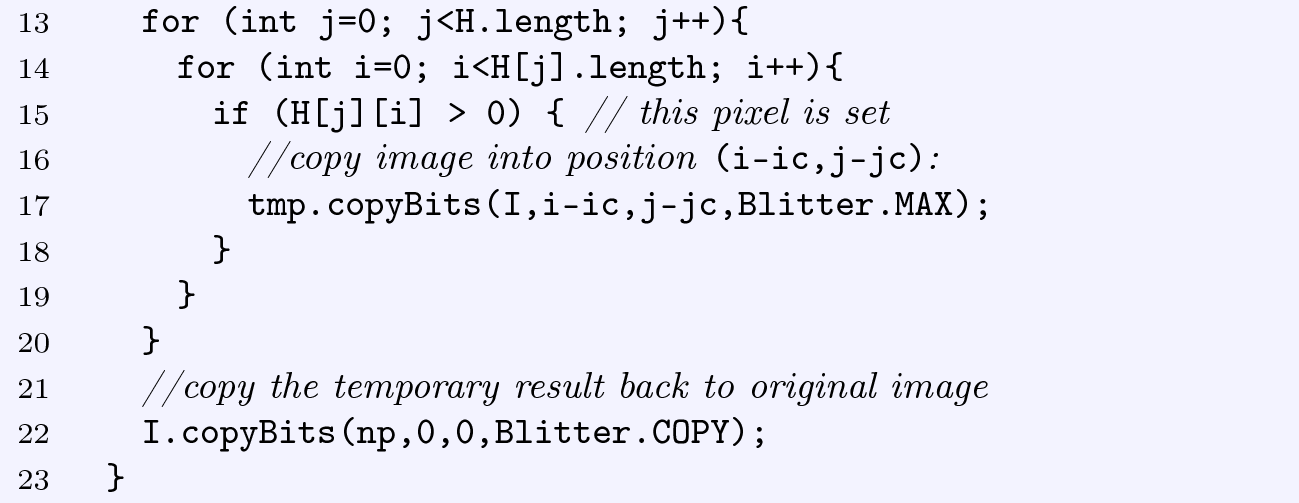 13 for (int j=0; j<H.length; j++){
14 for (int i=0; i<H[j].length; i++){
15 if (H[j][i] > 0) { // this pixel is set
16 //copy image into position (i-ic,j-jc):
17 tmp.copyBits(I,i-ic,j-jc,Blitter.MAX);
18 }
19 }
20 }
21 //copy the temporary result back to original image
22 I.copyBits(np,0,0,Blitter.COPY);
23 }